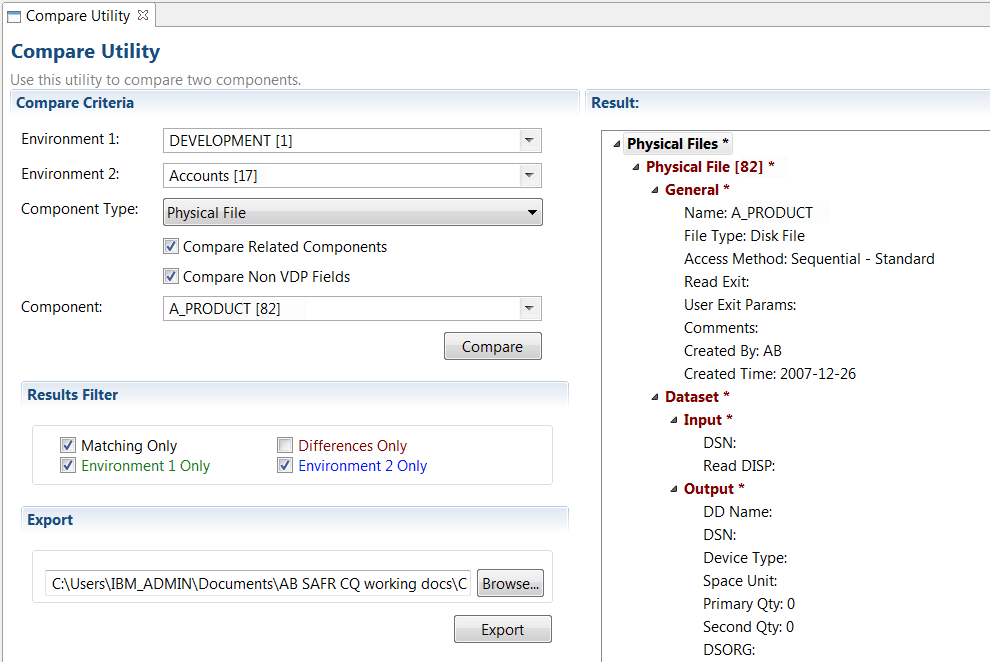 Compare Utility
Compare Utility
Use this utility to compare two components.
Compare Criteria
Environment 1:
DEVELOPMENT [1]
Environment 2:
Accounts [17]
Component Type:
Physical File
Compare Related Components
Compare Non VDP Fields
Component:
A_PRODUCT [82]
Compare
Results Filter
Matching Only
Differences Only
Environment 1 Only
Environment 2 Only
Export
C:\Users\IBM_ADMIN\Documents\AB SAFR CQ working docs\C
Browse...
Export
Result:
Physical Files *
Physical File [82] *
General *
Name: A_PRODUCT
File Type: Disk File
Access Method: Sequential - Standard
Read Exit:
User Exit Params:
Comments:
Created By: AB
Created Time: 2007-12-26
Dataset *
Input *
DSN:
Read DISP:
Output *
DD Name:
DSN:
Device Type:
Space Unit:
Primary Qty: 0
Second Qty: 0
DSORG: